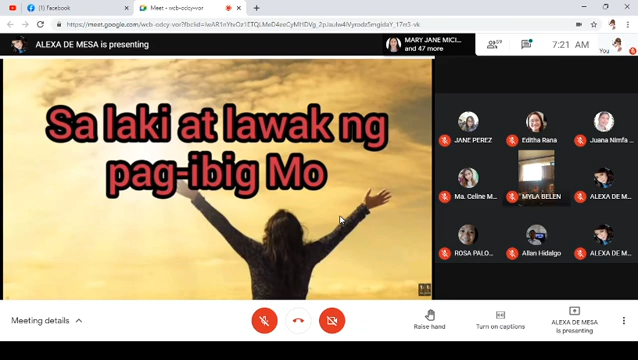 (1) Facebook
Meet - wcb-odcy-vor
ALEXA DE MESA is presenting
MARY JANE MICI...
and 47 more
59
7:21 AM
You
Sa laki at lawak ng
pag-ibig Mo
JANE PEREZ
Editha Rana
Juana Nimfa ...
Ma. Celine M...
MYLA BELEN
ALEXA DE M...
ROSA PALO...
Allan Hidalgo
ALEXA DE M...
Meeting details
Raise hand
Turn on captions
ALEXA DE MESA
is presenting